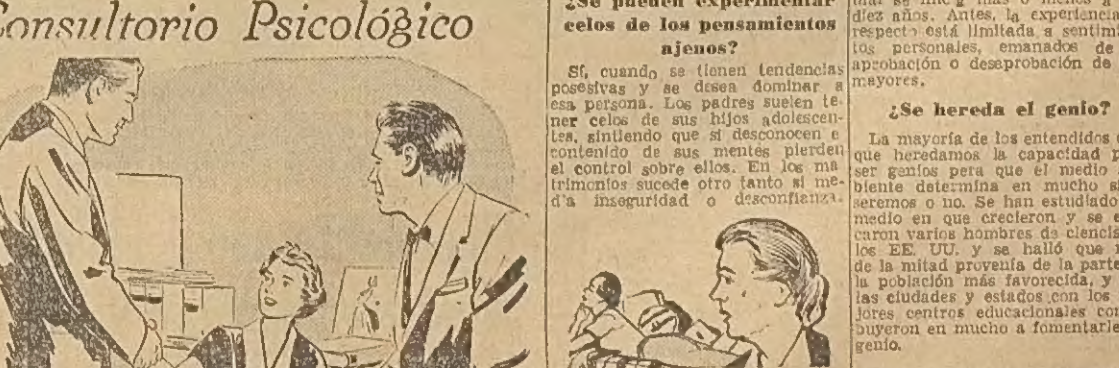 Consultorio Psicológico
¿Se pueden experimentar
celos de los pensamientos
ajenos?
Sí, cuando se tienen tendencias
posesivas y se desea dominar a
esa persona. Los padres suelen te-
ner celos de sus hijos adolescen-
tes, sintiendo que si desconocen e
contenido de sus mentes pierden
el control sobre ellos. En los ma
trimonios sucede otro tanto si me-
d'a inseguridad o desconfianza.
diez años. Antes, la experiencia
respecto está limitada a sentim
tos personales, emanados de
aprobación o desaprobación de
mayores.
¿Se hereda el genio?
La mayoría de los entendidos
que heredamos la capacidad
ser genios pera que el medio
biente determina en mucho s
seremos o no. Se han estudiado
medio en que crecieron y se e
caron varios hombres de ciencia
los EE. UU. y se halló que
de la mitad provenía de la parte
la población más favorecida, y
las ciudades y estados con los
jores centros educacionales con
buyeron en mucho a fomentarle
genio.